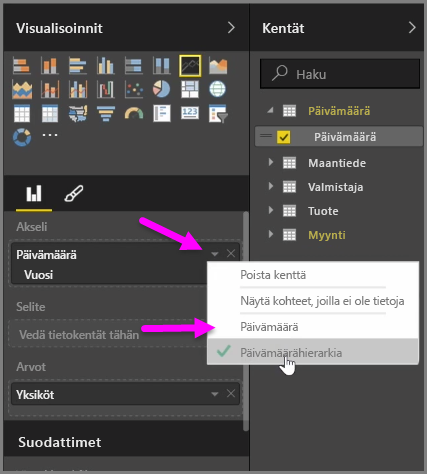 Visualisoinnit
Akseli
Päivämäärä
Vuosi
Selite
Vedä tietokentät tähän
Arvot
Yksiköt
Suodattimet
Kentät
Haku
Päivämäärä
Päivämäärä
Maantiede
Valmistaja
Tuote
Myynti
Poista kenttä
Näytä kohteet, joilla ei ole tietoja
Päivämäärä
Päivämäärähierarkia